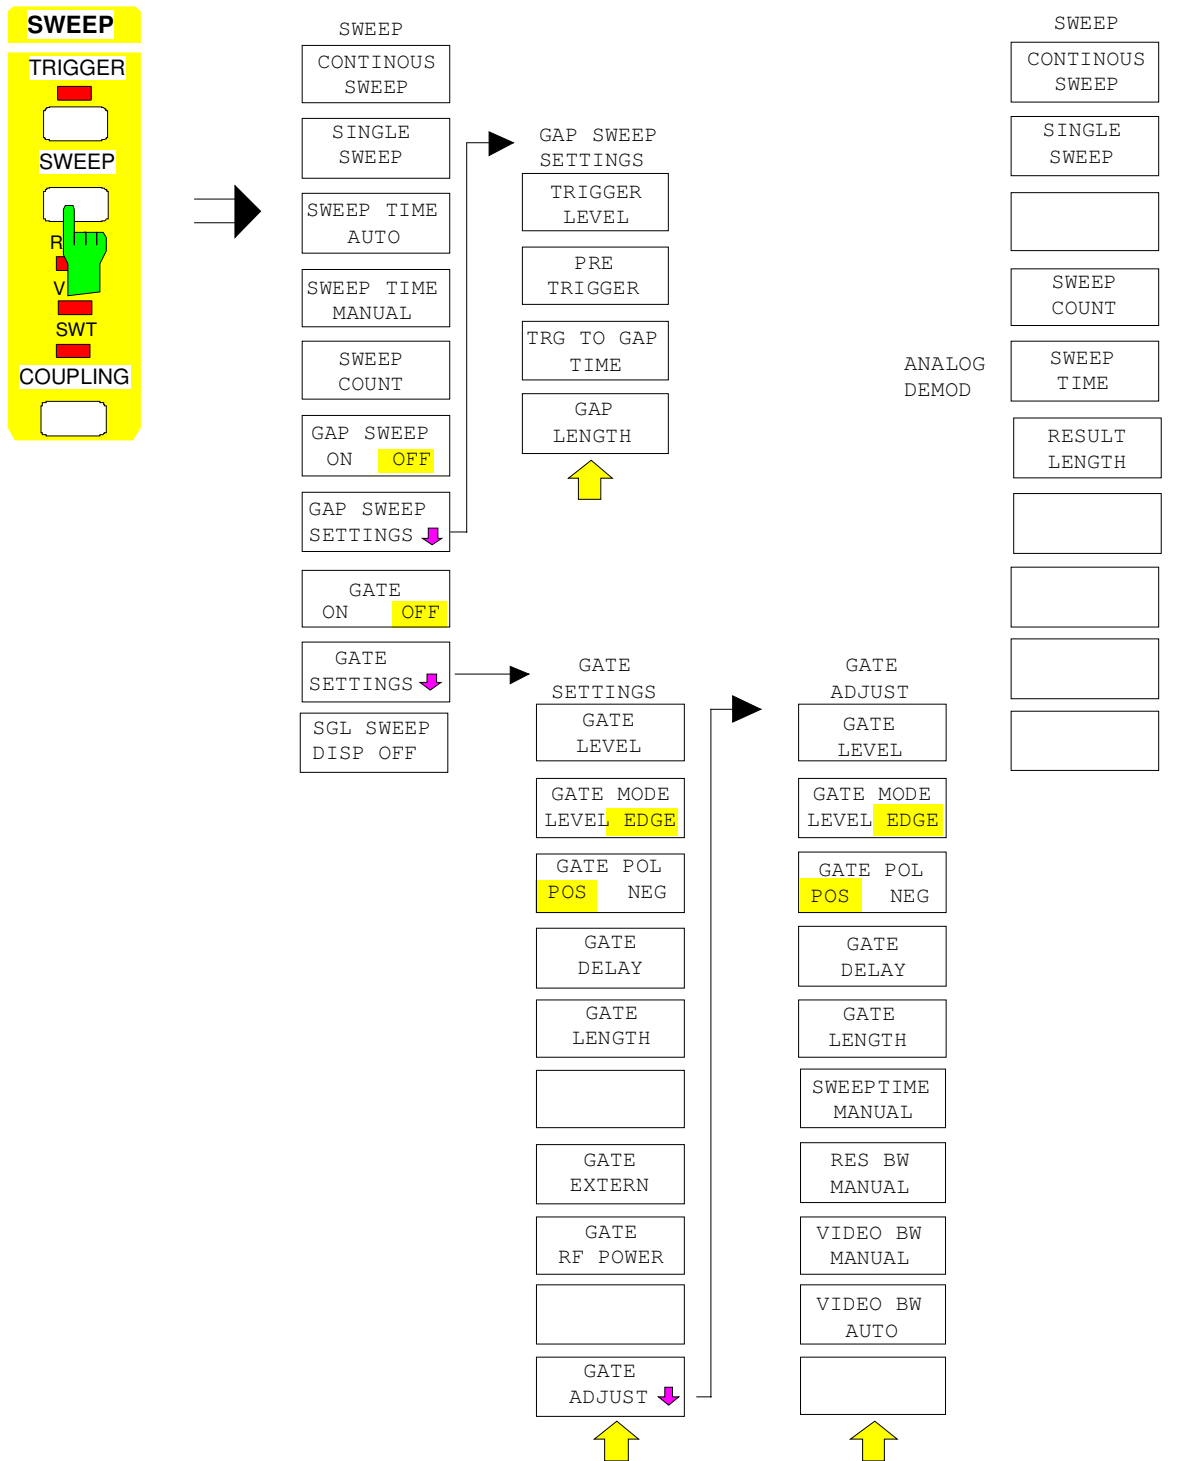 SWEEP
TRIGGER
SWEEP
R
V
SWT
COUPLING
SWEEP
CONTINOUS
SWEEP
SINGLE
SWEEP
SWEEP TIME
AUTO
SWEEP TIME
MANUAL
SWEEP
COUNT
GAP SWEEP
ON OFF
GAP SWEEP
SETTINGS
GATE
ON OFF
GATE
SETTINGS
SGL SWEEP
DISP OFF
GAP SWEEP
SETTINGS
TRIGGER
LEVEL
PRE
TRIGGER
TRG TO GAP
TIME
GAP
LENGTH
GATE
SETTINGS
GATE
LEVEL
GATE MODE
LEVEL EDGE
GATE POL
POS NEG
GATE
DELAY
GATE
LENGTH
GATE
EXTERN
GATE
RF POWER
GATE
ADJUST
GATE
ADJUST
GATE
LEVEL
GATE MODE
LEVEL EDGE
GATE POL
POS NEG
GATE
DELAY
GATE
LENGTH
SWEEPTIME
MANUAL
RES BW
MANUAL
VIDEO BW
MANUAL
VIDEO BW
AUTO
ANALOG
DEMOD
SWEEP
CONTINOUS
SWEEP
SINGLE
SWEEP
SWEEP
COUNT
SWEEP
TIME
RESULT
LENGTH